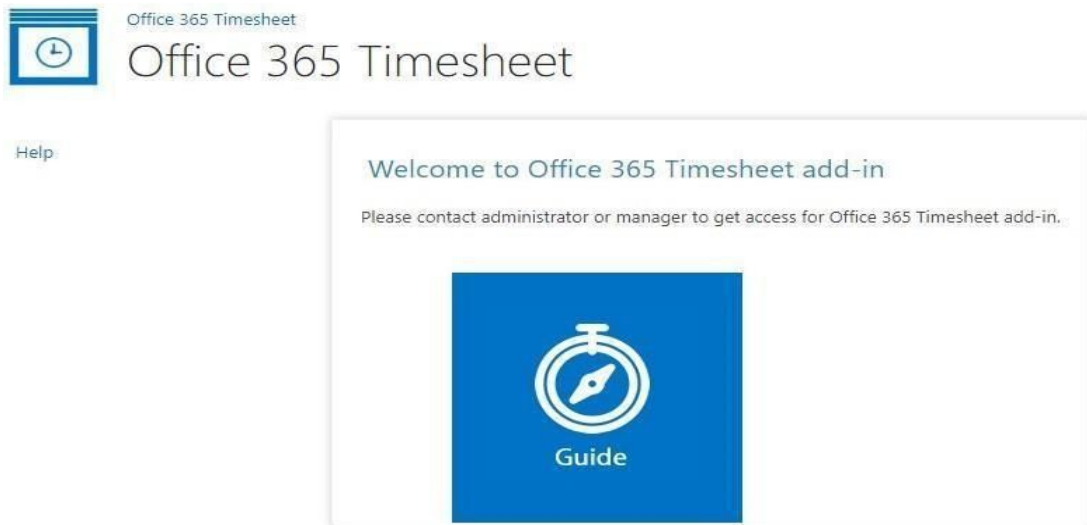 Office 365 Timesheet
Office 365 Timesheet
Help
Welcome to Office 365 Timesheet add-in
Please contact administrator or manager to get access for Office 365 Timesheet add-in.
Guide